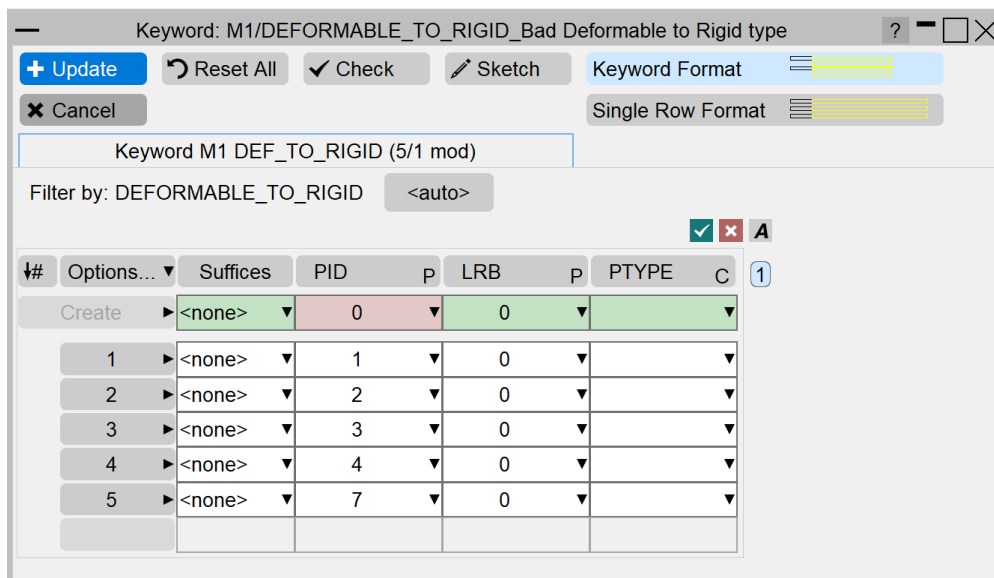 Keyword: M1/DEFORMABLE_TO_RIGID_Bad Deformable to Rigid type ?
Update Reset All Check Sketch Keyword Format
Cancel Single Row Format
Keyword M1 DEF_TO_RIGID (5/1 mod)
Filter by: DEFORMABLE_TO_RIGID <auto>
A
# Options... Suffices PID P LRB P PTYPE C 1
Create <none> 0 0
1 <none> 1 0
2 <none> 2 0
3 <none> 3 0
4 <none> 4 0
5 <none> 7 0